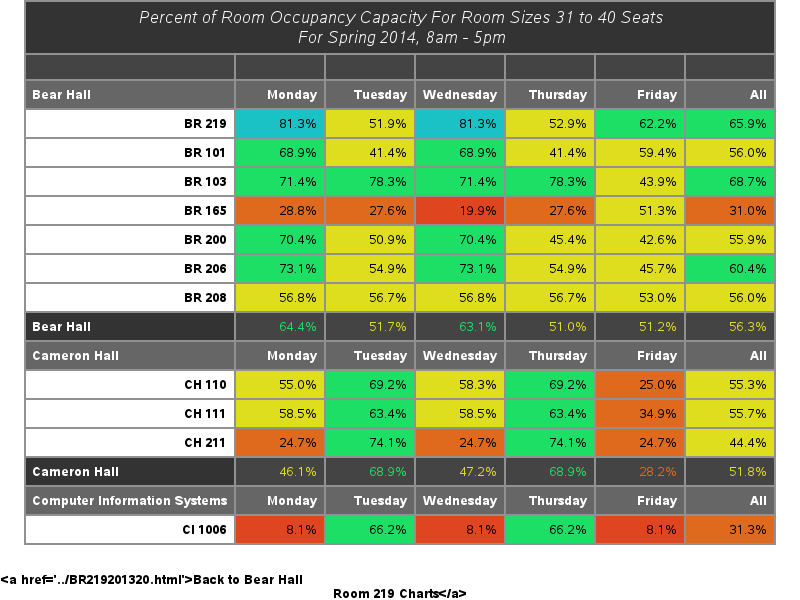 Percent of Room Occupancy Capacity For Room Sizes 31 to 40 Seats
For Spring 2014, 8am - 5pm
Bear Hall Monday Tuesday Wednesday Thursday Friday All
BR 219 81.3% 51.9% 81.3% 52.9% 62.2% 65.9%
BR 101 68.9% 41.4% 68.9% 41.4% 59.4% 56.0%
BR 103 71.4% 78.3% 71.4% 78.3% 43.9% 68.7%
BR 165 28.8% 27.6% 19.9% 27.6% 51.3% 31.0%
BR 200 70.4% 50.9% 70.4% 45.4% 42.6% 55.9%
BR 206 73.1% 54.9% 73.1% 54.9% 45.7% 60.4%
BR 208 56.8% 56.7% 56.8% 56.7% 53.0% 56.0%
Bear Hall 64.4% 51.7% 63.1% 51.0% 51.2% 56.3%
Cameron Hall Monday Tuesday Wednesday Thursday Friday All
CH 110 55.0% 69.2% 58.3% 69.2% 25.0% 55.3%
CH 111 58.5% 63.4% 58.5% 63.4% 34.9% 55.7%
CH 211 24.7% 74.1% 24.7% 74.1% 24.7% 44.4%
Cameron Hall 46.1% 68.9% 47.2% 68.9% 28.2% 51.8%
Computer Information Systems Monday Tuesday Wednesday Thursday Friday All
CI 1006 8.1% 66.2% 8.1% 66.2% 8.1% 31.3%
<a href='../BR219201320.html'>Back to Bear Hall
Room 219 Charts</a>